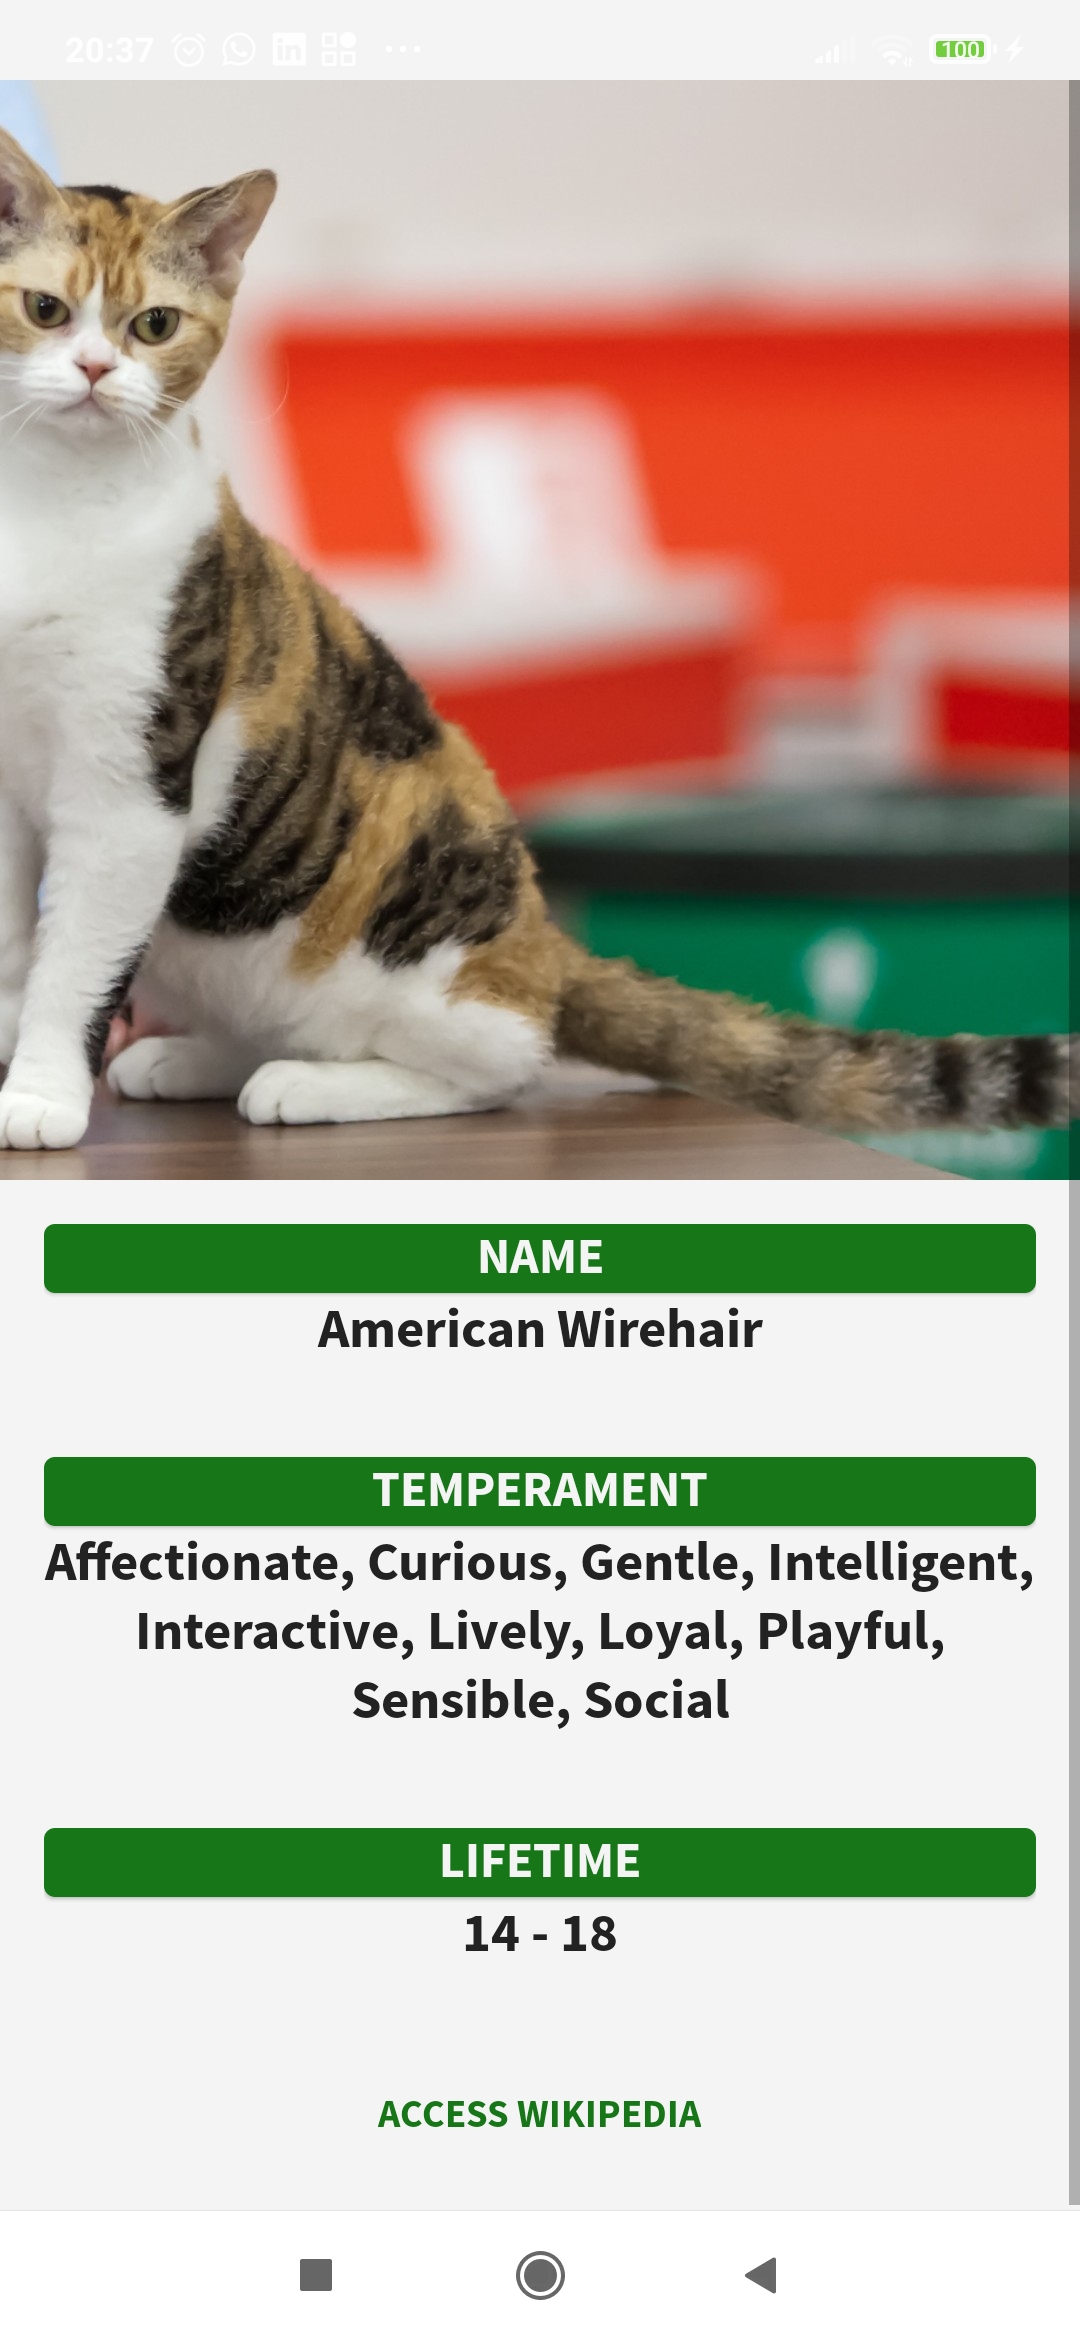 20:37
100
NAME
American Wirehair
TEMPERAMENT
Affectionate, Curious, Gentle, Intelligent,
Interactive, Lively, Loyal, Playful,
Sensible, Social
LIFETIME
14 - 18
ACCESS WIKIPEDIA